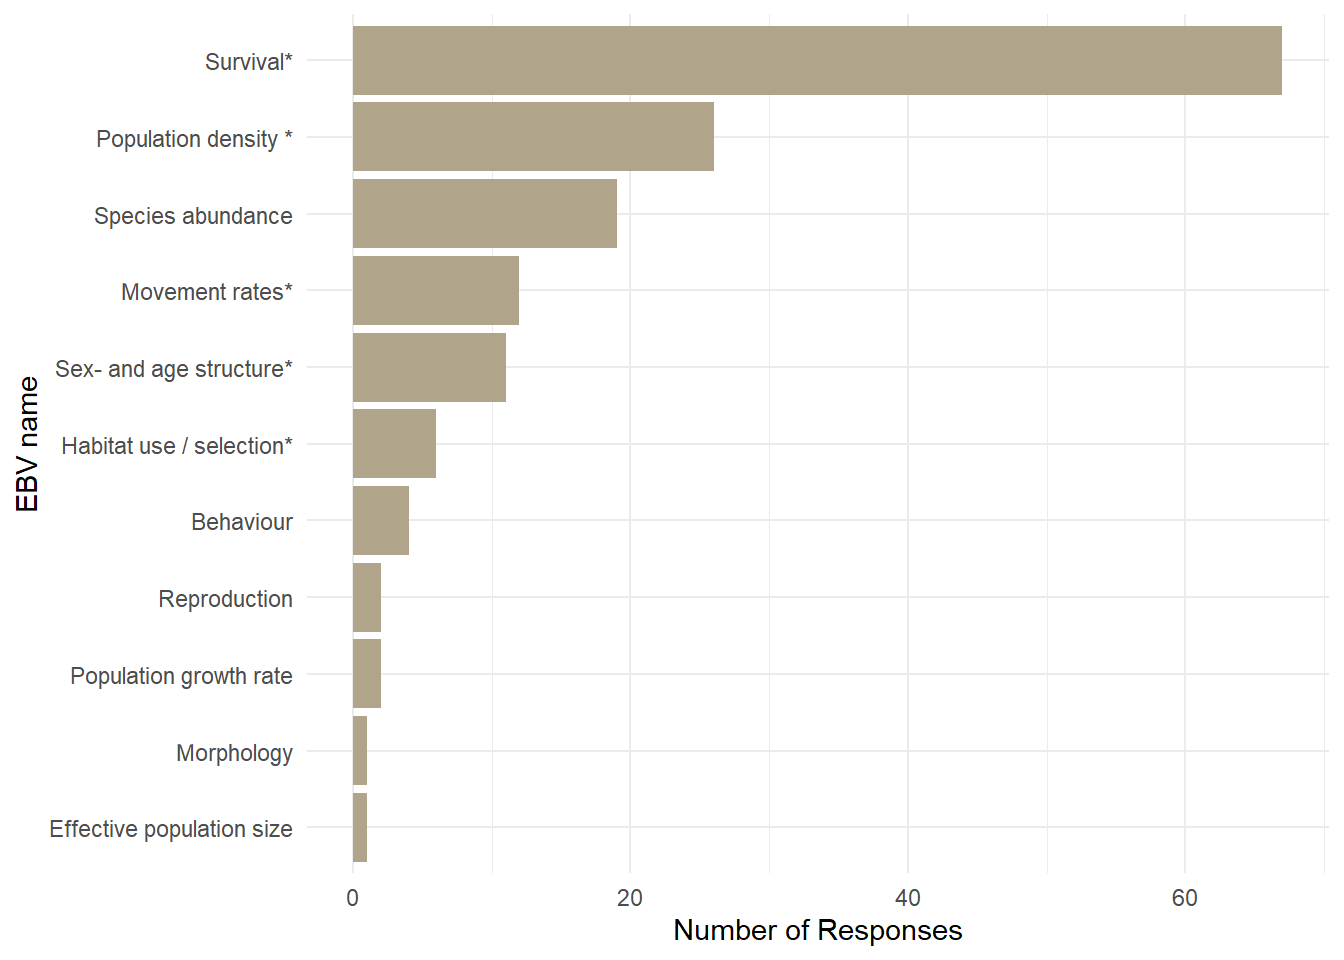 Survival*
Population density *
Species abundance
Movement rates*
Sex- and age structure*
Habitat use / selection*
Behaviour
Reproduction
Population growth rate
Morphology
Effective population size
EBV name
0 20 40 60
Number of Responses